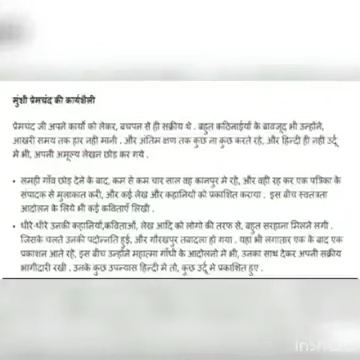 मुंशी प्रेमचंद की कार्यशैली
प्रेमचंद जी अपने कार्यो को लेकर, बचपन से ही सक्रीय थे . बहुत कठिनाईयों के बावजूद भी उन्होंने,
आखरी समय तक हार नही मानी . और अंतिम क्षण तक कुछ ना कुछ करते रहे, और हिन्दी ही नही उर्दू
मे भी, अपनी अमूल्य लेखन छोड़ कर गये .
• लमही गाँव छोड़ देने के बाद, कम से कम चार साल वह कानपुर मे रहे, और वही रह कर एक पत्रिका के
संपादक से मुलाकात करी, और कई लेख और कहानियों को प्रकाशित कराया . इस बीच स्वतंत्रता
आदोलन के लिये भी कई कविताएँ लिखी .
• धीरे-धीरे उनकी कहानियों,कविताओं, लेख आदि को लोगो की तरफ से, बहुत सराहना मिलने लगी .
जिसके चलते उनकी पदोन्नति हुई, और गौरखपुर तबादला हो गया . यहा भी लगातार एक के बाद एक
प्रकाशन आते रहे, इस बीच उन्होंने महात्मा गाँधी के आदोलनो मे भी, उनका साथ देकर अपनी सक्रीय
भागीदारी रखी . उनके कुछ उपन्यास हिन्दी मे तो, कुछ उर्दू मे प्रकाशित हुए .